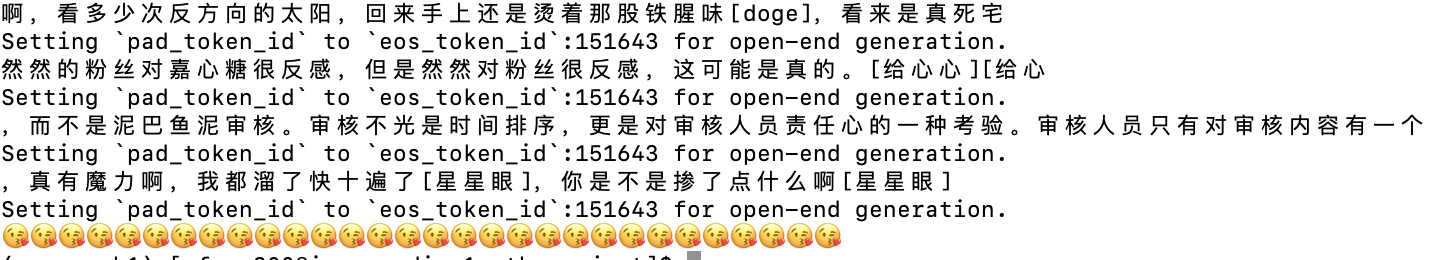 啊，看多少次反方向的太阳，回来手上还是烫着那股铁腥味[doge]，看来是真死宅
Setting `pad_token_id` to `eos_token_id`:151643 for open-end generation.
然然的粉丝对嘉心糖很反感，但是然然对粉丝很反感，这可能是真的。[给心心][给心
Setting `pad_token_id` to `eos_token_id`:151643 for open-end generation.
，而不是泥巴鱼泥审核。审核不光是时间排序，更是对审核人员责任心的一种考验。审核人员只有对审核内容有一个
Setting `pad_token_id` to `eos_token_id`:151643 for open-end generation.
，真有魔力啊，我都溜了快十遍了[星星眼]，你是不是掺了点什么啊[星星眼]
Setting `pad_token_id` to `eos_token_id`:151643 for open-end generation.
😘😘😘😘😘😘😘😘😘😘😘😘😘😘😘😘😘😘😘😘😘😘😘😘😘😘😘😘😘😘